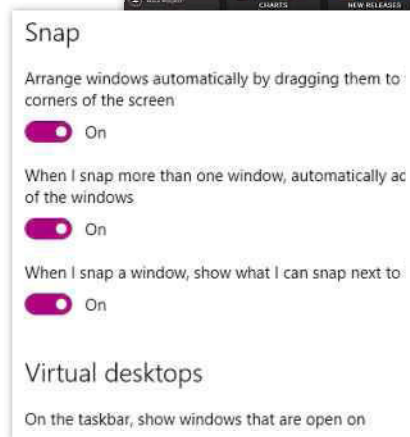 CHARTS NEW RELEASES
Snap
Arrange windows automatically by dragging them to
corners of the screen
On
When I snap more than one window, automatically
of the windows
On
When I snap a window, show what I can snap next to
On
Virtual desktops
On the taskbar, show windows that are open on